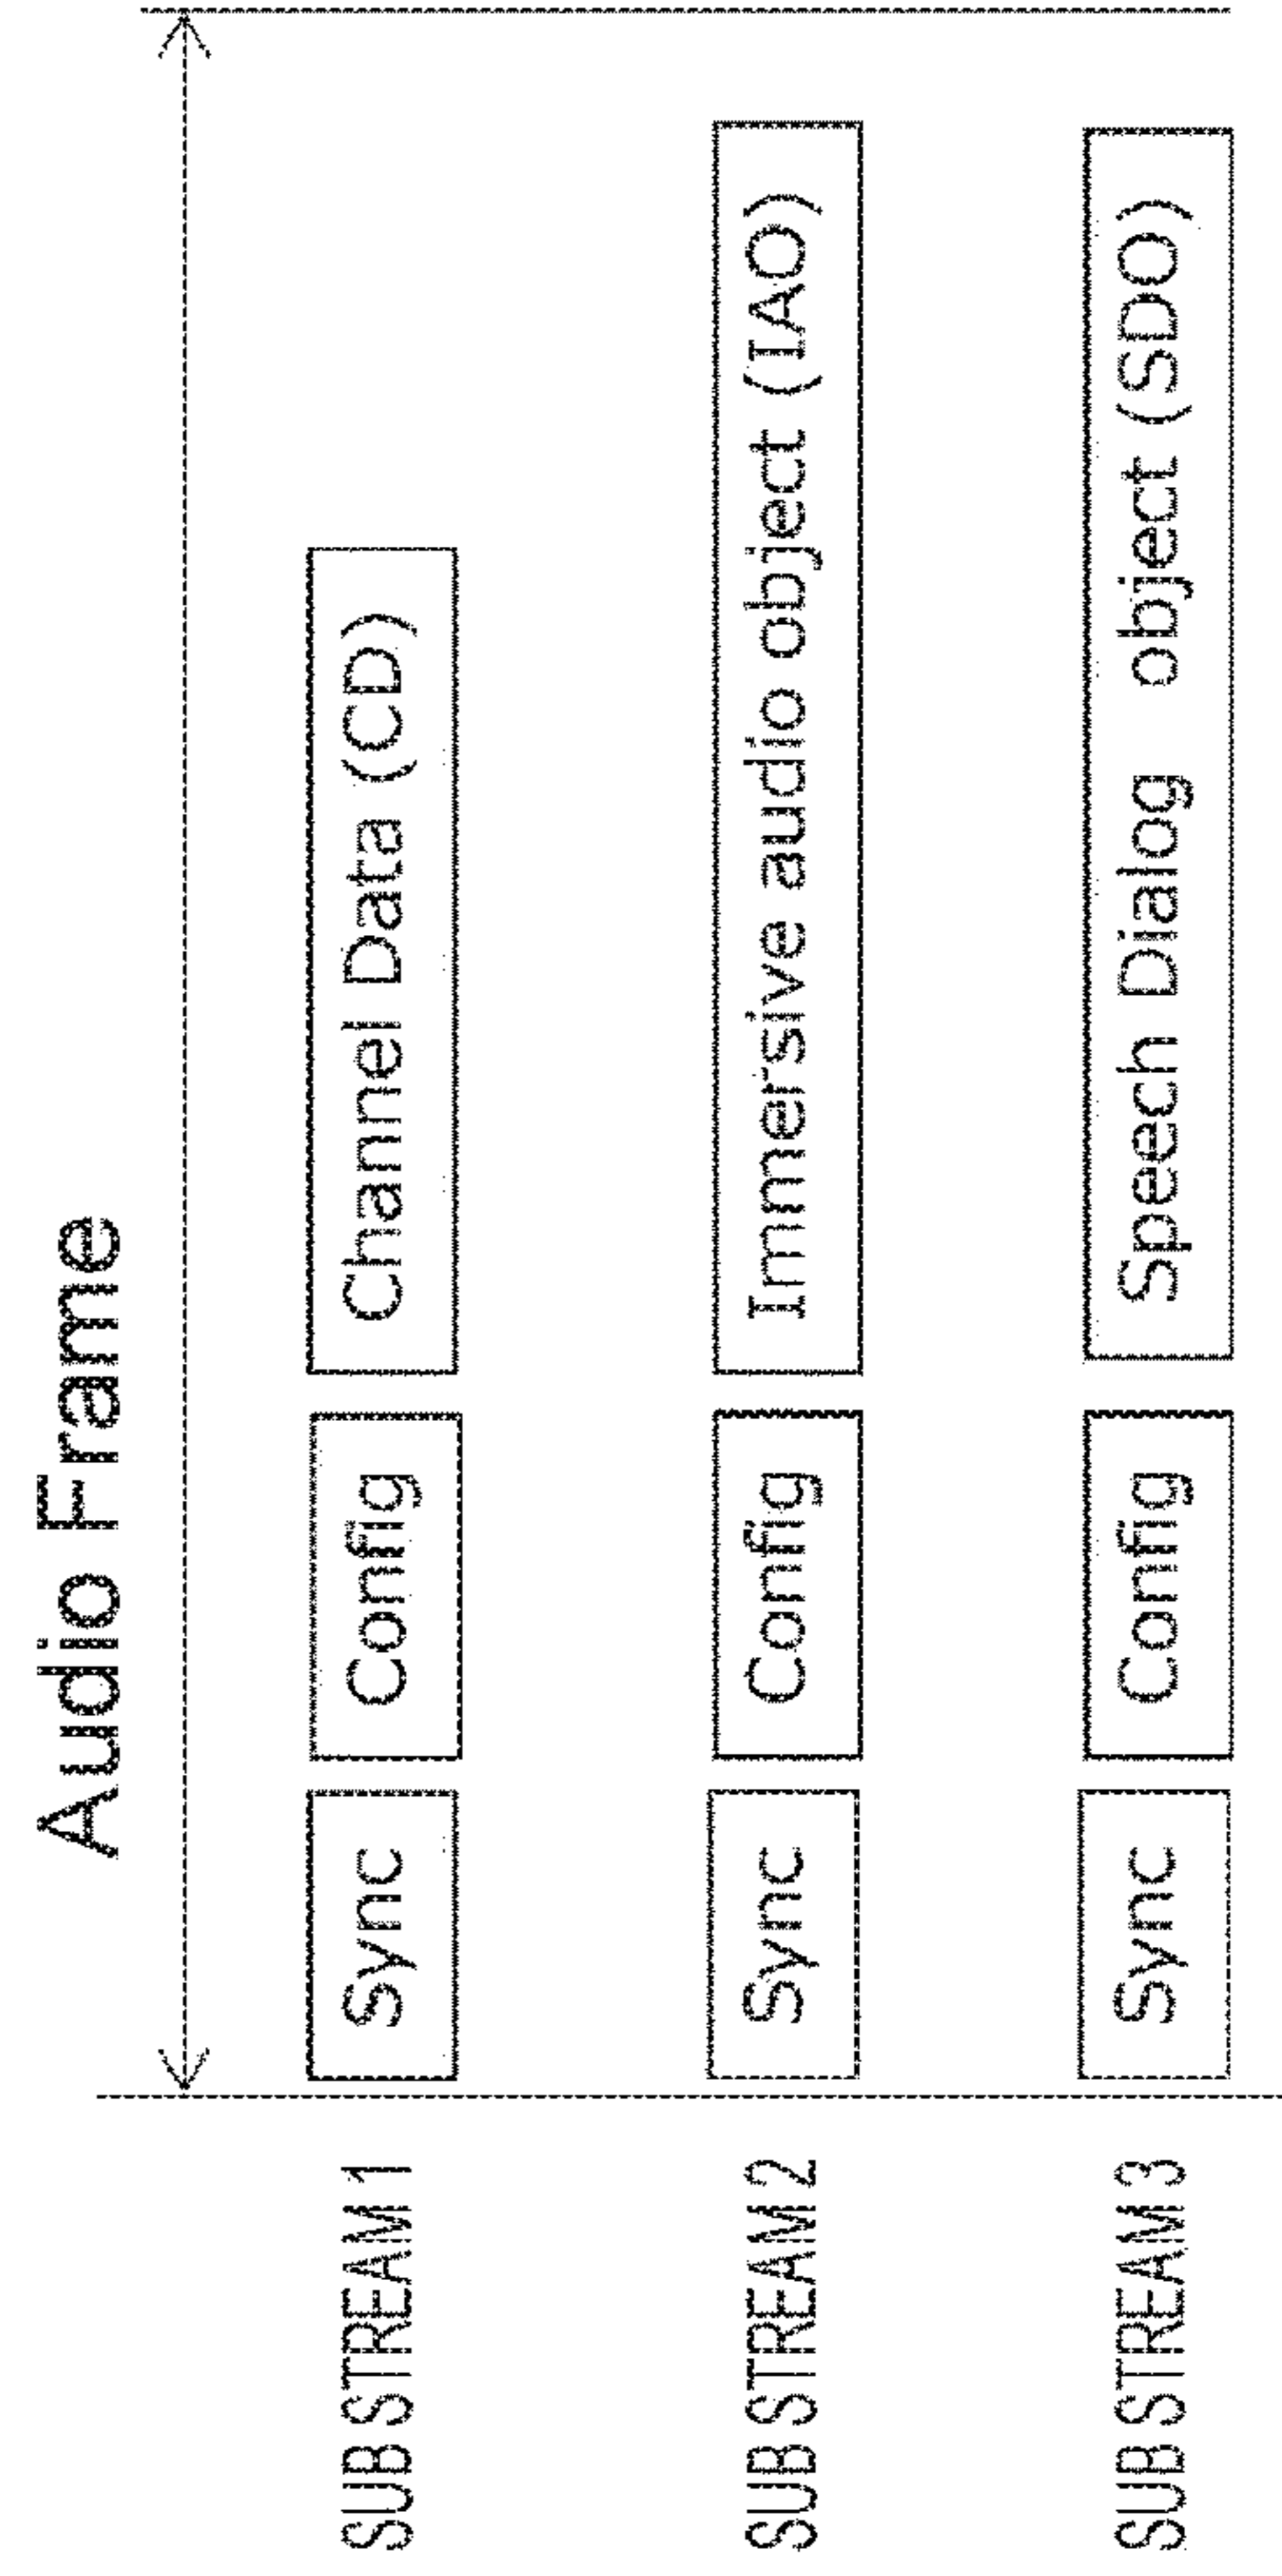 Audio Frame
SUB STREAM 1 Sync Config Channel Data (CD)
SUB STREAM 2 Sync Config Immersive audio object (IAO)
SUB STREAM 3 Sync Config Speech Dialog object (SDO)